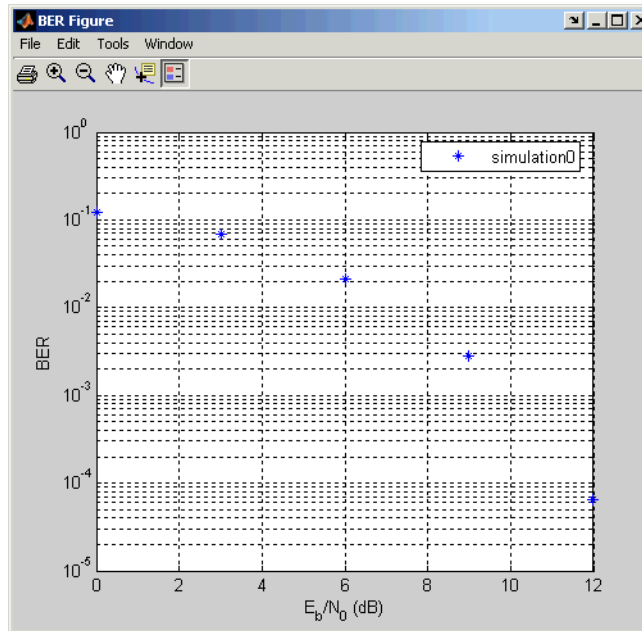 BER Figure
File Edit Tools Window
10^0
10^-1
10^-2
10^-3
10^-4
10^-5
BER
simulation0
0 2 4 6 8 10 12
E_b/N_0 (dB)